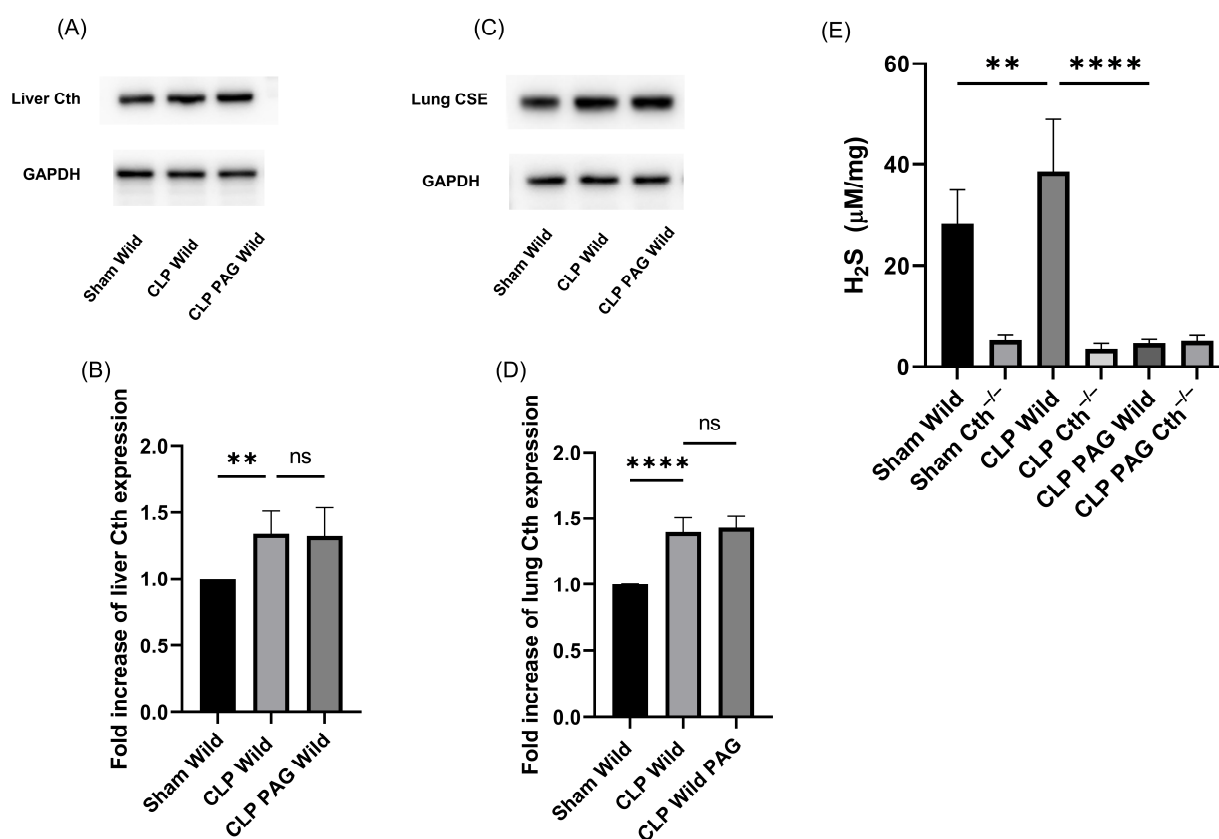 (A)
Liver Cth
GAPDH
Sham Wild
CLP Wild
CLP PAG Wild
(C)
Lung CSE
GAPDH
Sham Wild
CLP Wild
CLP PAG Wild
(E)
H₂S (μM/mg)
60
40
20
0
**
****
Sham Wild
Sham Cth⁻/⁻
CLP Wild
CLP Cth⁻/⁻
CLP PAG Wild
CLP PAG Cth⁻/⁻
(B)
Fold increase of liver Cth expression
2.0
1.5
1.0
0.5
0.0
**
ns
Sham Wild
CLP Wild
CLP PAG Wild
(D)
Fold increase of lung Cth expression
2.0
1.5
1.0
0.5
0.0
****
ns
Sham Wild
CLP Wild
CLP Wild PAG